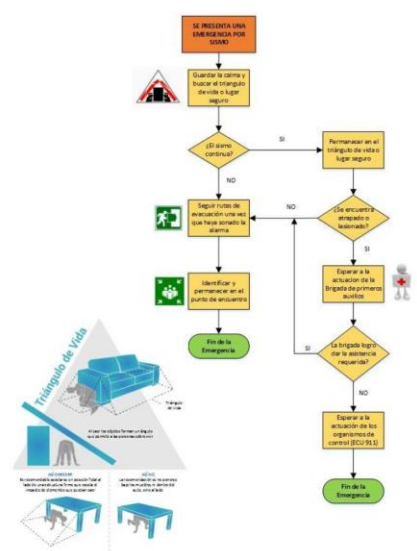 SE PRESENTA UNA
EMERGENCIA POR
SISMO
Guardar la calma y
buscar el triangulo
de vida o lugar
seguro
¿El sismo
continua?
SI
NO
Permanecer en el
triángulo de vida o
lugar seguro
¿Se encuentra
atrapado o
lesionado?
NO
SI
Seguir rutas de
evacuación una vez
que haya sonado la
alarma
Identificar y
permanecer en el
punto de encuentro
Fin de la
Emergencia
Esperar a la
actuacion de la
Brigada de primeros
auxilios
La brigada logro
dar la asistencia
requerida?
SI
NO
Esperar a la
actuación de los
organismos de
control (ECU 911)
Fin de la
Emergencia
Triángulo de Vida
Triángulo
de vida